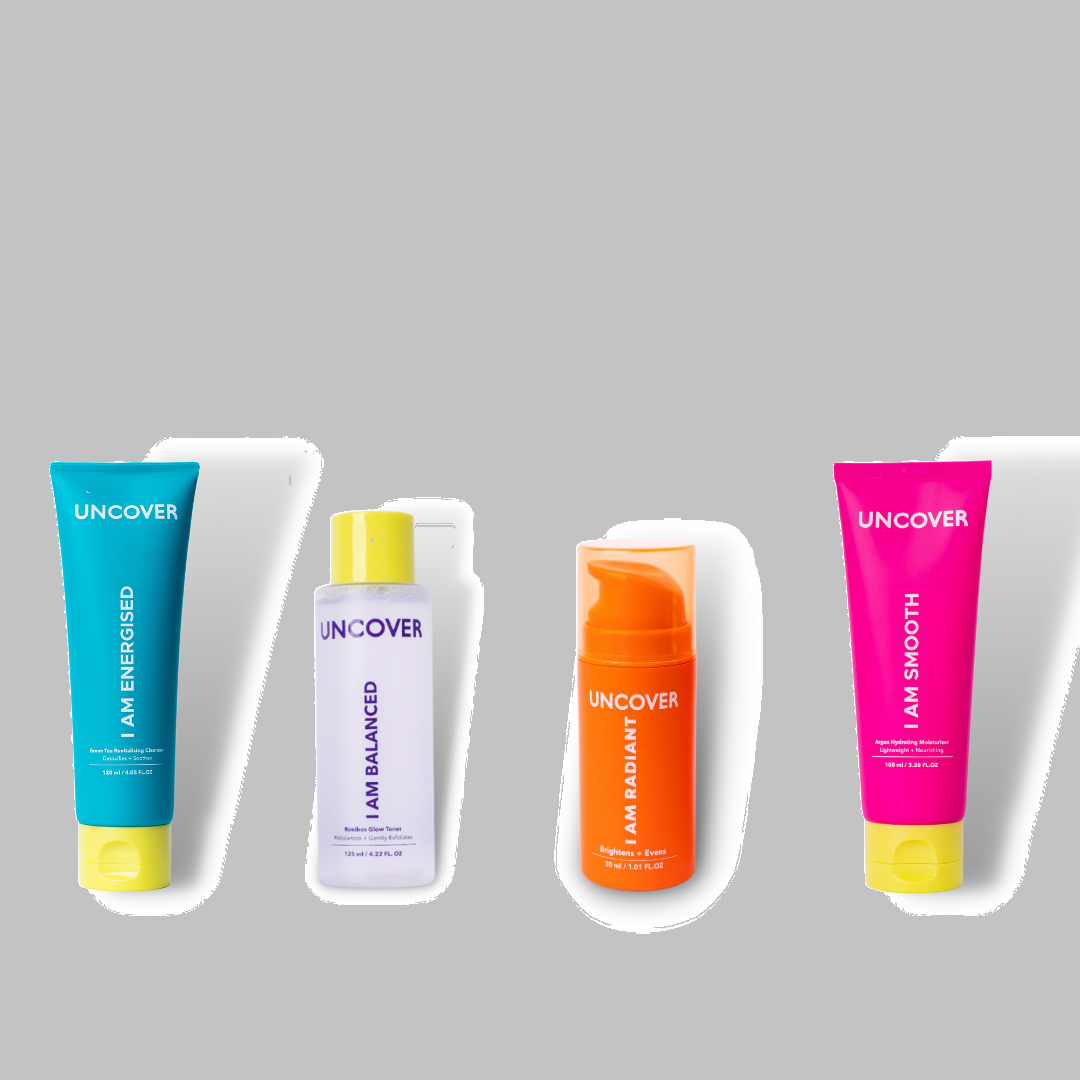 UNCOVER
I AM ENERGISED
Green Tea Revitalising Cleanser
Detoxifies + Soothes
120 ml / 4.05 FL.OZ
UNCOVER
I AM BALANCED
Rooibos Glow Toner
Rebalances + Gently Exfoliates
125 ml / 4.22 FL. OZ
UNCOVER
I AM RADIANT
Brightens + Evens
30 ml / 1.01 FL.OZ
UNCOVER
I AM SMOOTH
Argan Hydrating Moisturiser
Lightweight + Nourishing
100 ml / 3.38 FL.OZ